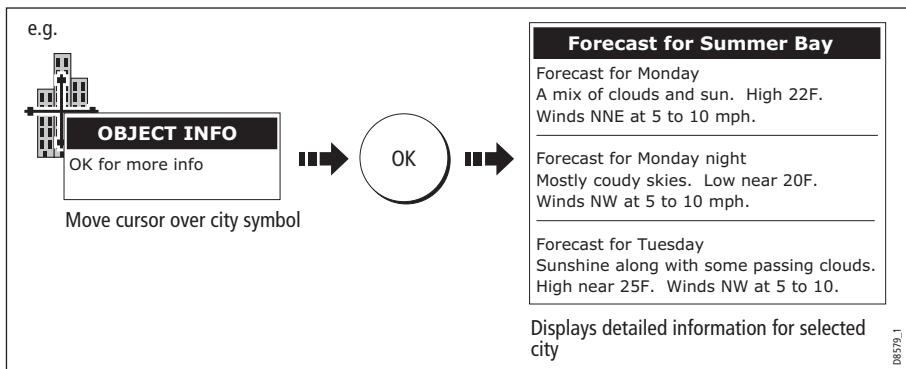 e.g.
OBJECT INFO
OK for more info
Move cursor over city symbol
OK
Forecast for Summer Bay
Forecast for Monday
A mix of clouds and sun. High 22F.
Winds NNE at 5 to 10 mph.
Forecast for Monday night
Mostly coudy skies. Low near 20F.
Winds NW at 5 to 10 mph.
Forecast for Tuesday
Sunshine along with some passing clouds.
High near 25F. Winds NW at 5 to 10.
Displays detailed information for selected
city
D8579_1